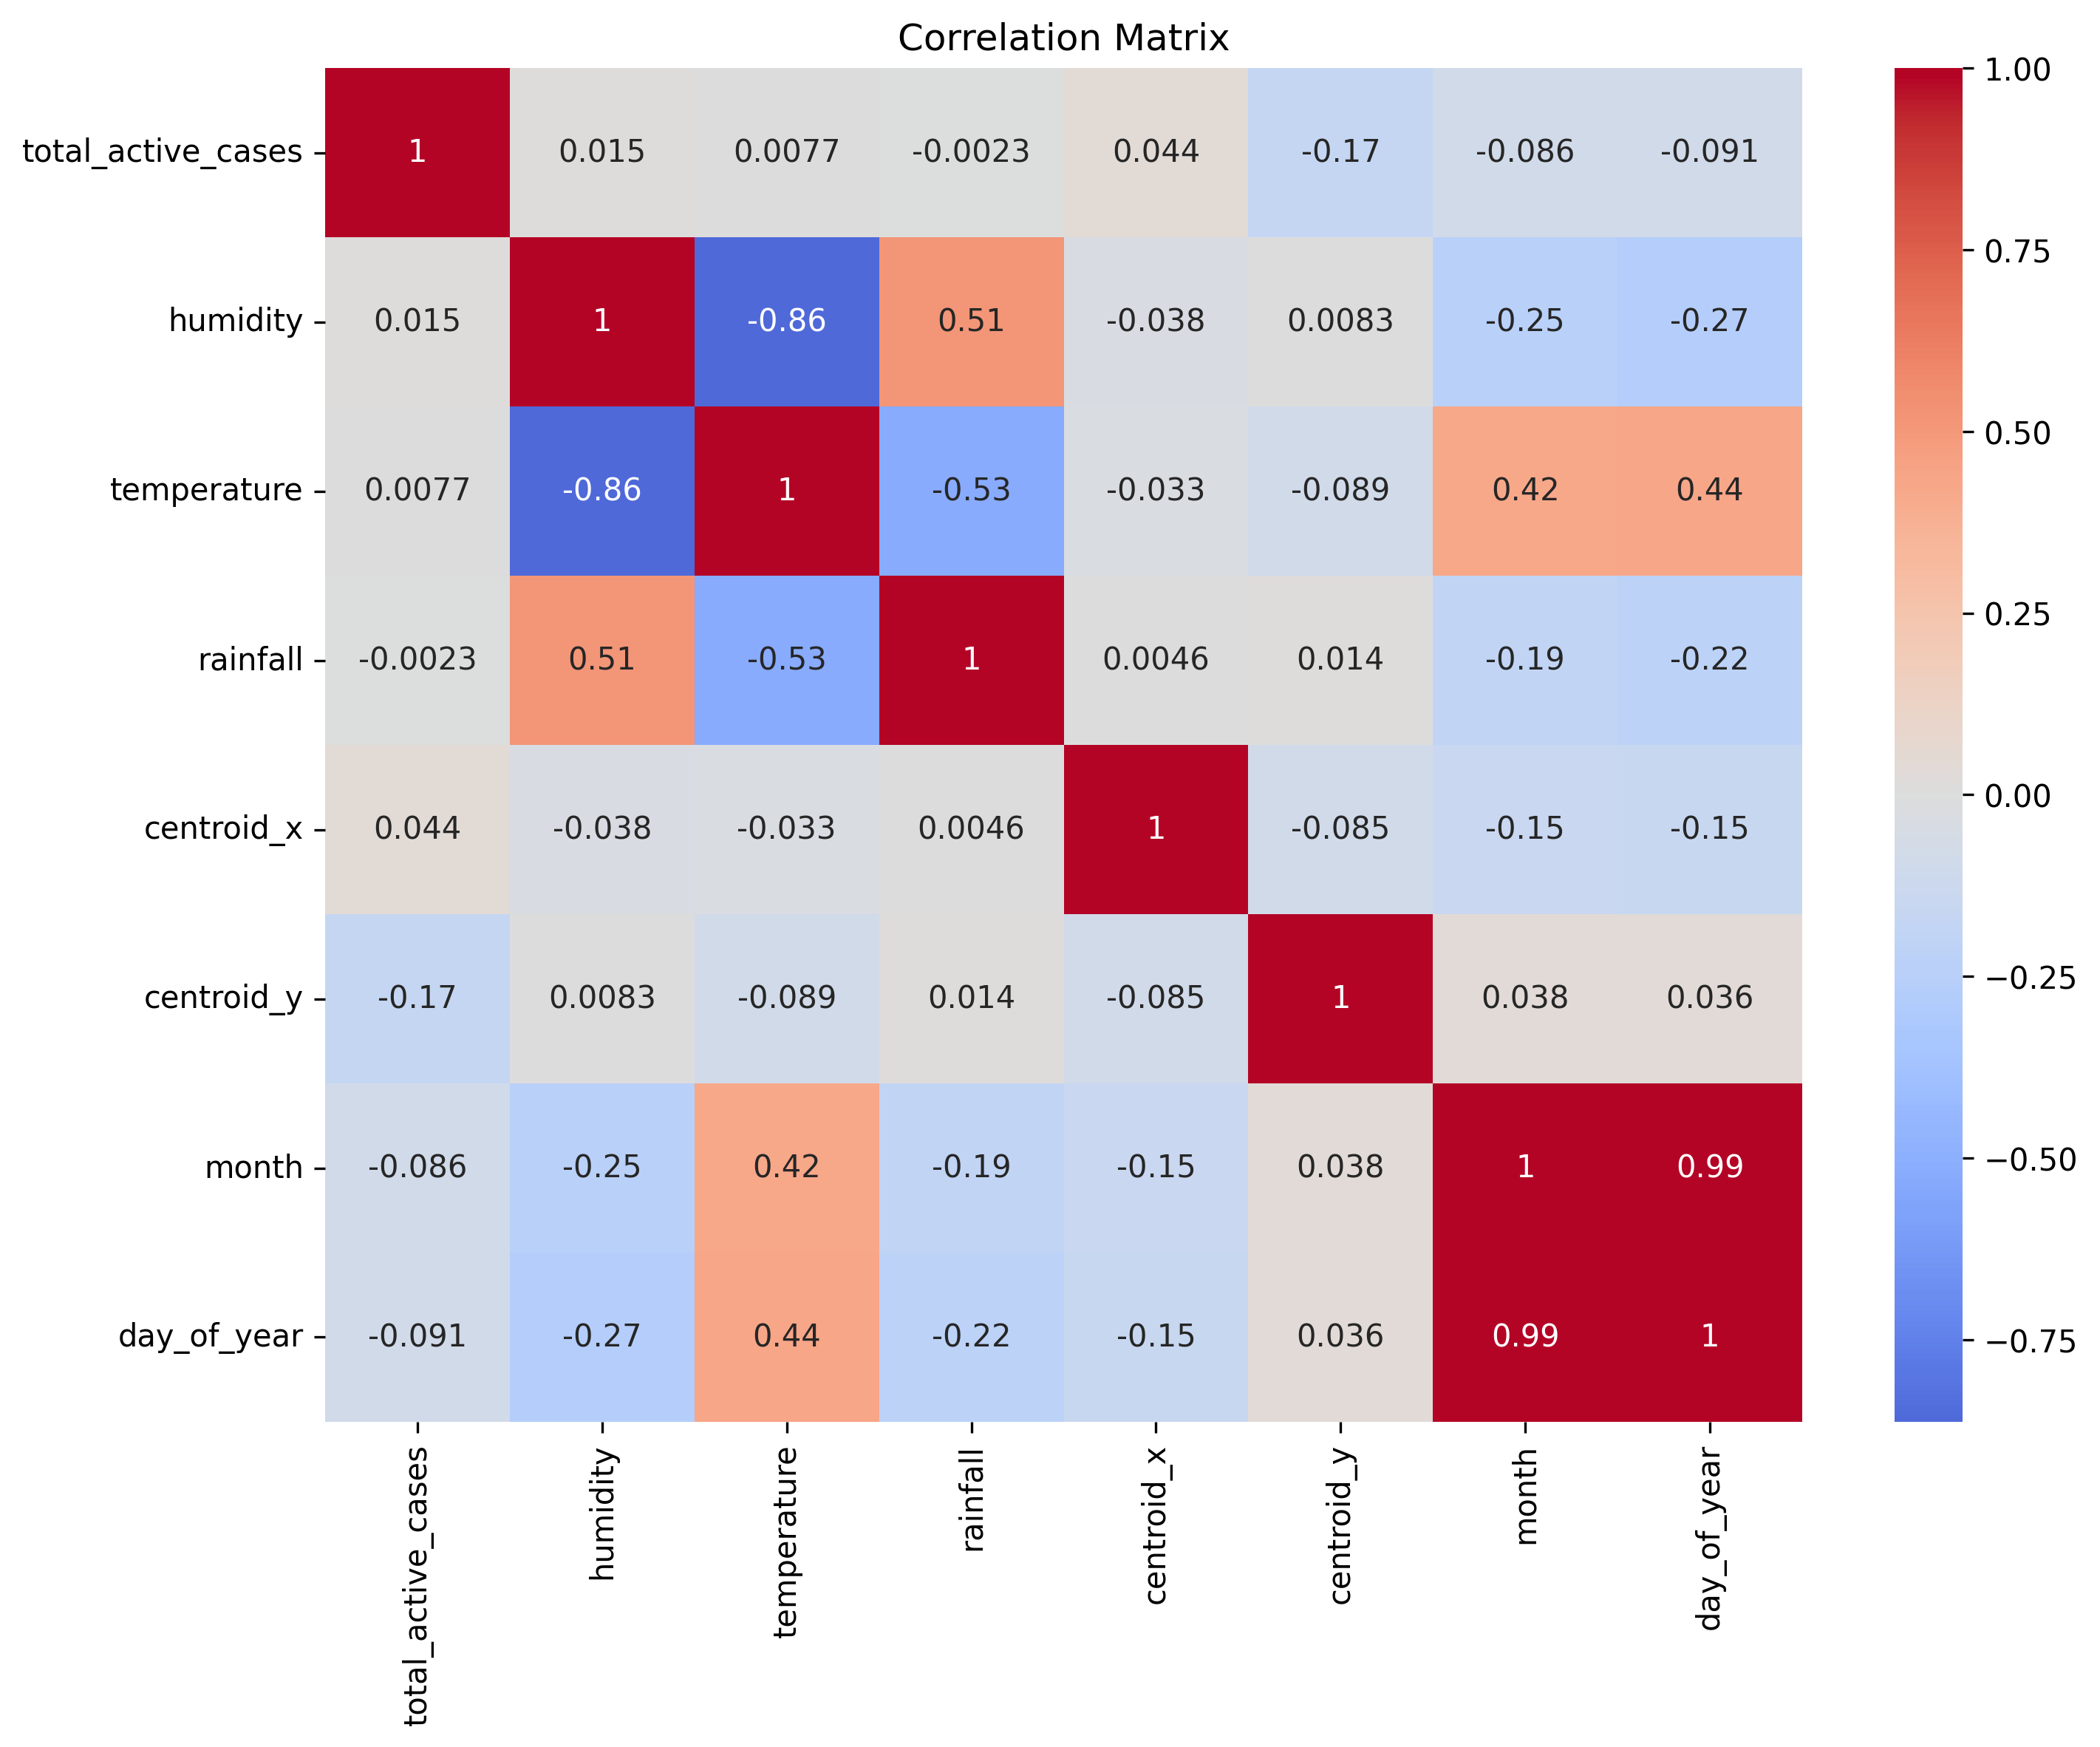 Correlation Matrix
total_active_cases 1 0.015 0.0077 -0.0023 0.044 -0.17 -0.086 -0.091
humidity 0.015 1 -0.86 0.51 -0.038 0.0083 -0.25 -0.27
temperature 0.0077 -0.86 1 -0.53 -0.033 -0.089 0.42 0.44
rainfall -0.0023 0.51 -0.53 1 0.0046 0.014 -0.19 -0.22
centroid_x 0.044 -0.038 -0.033 0.0046 1 -0.085 -0.15 -0.15
centroid_y -0.17 0.0083 -0.089 0.014 -0.085 1 0.038 0.036
month -0.086 -0.25 0.42 -0.19 -0.15 0.038 1 0.99
day_of_year -0.091 -0.27 0.44 -0.22 -0.15 0.036 0.99 1
total_active_cases
humidity
temperature
rainfall
centroid_x
centroid_y
month
day_of_year
1.00
0.75
0.50
0.25
0.00
−0.25
−0.50
−0.75